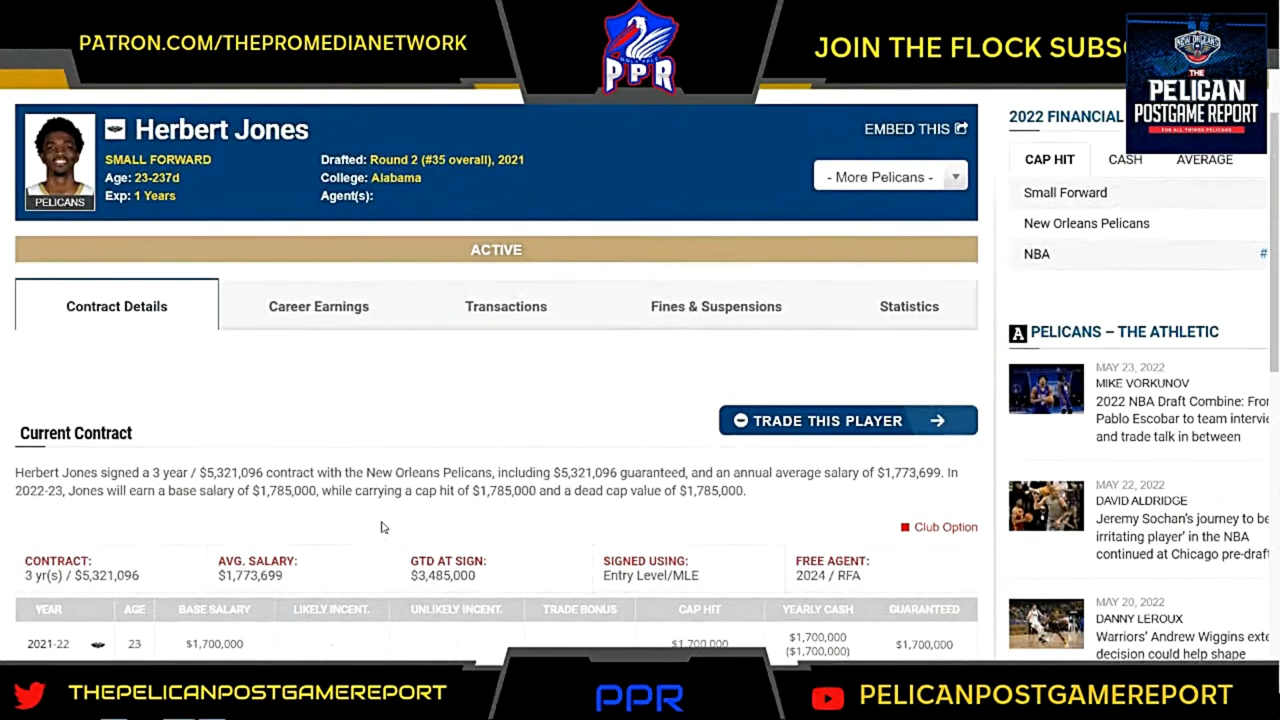 PATRON.COM/THEPROMEDIANETWORK
PPR
JOIN THE FLOCK SUBSC
NEW ORLEANS
THE
PELICAN
POSTGAME REPORT
FOR ALL THINGS PELICANS
Herbert Jones
EMBED THIS
SMALL FORWARD
Age: 23-237d
Exp: 1 Years
Drafted: Round 2 (#35 overall), 2021
College: Alabama
Agent(s):
- More Pelicans -
PELICANS
ACTIVE
Contract Details
Career Earnings
Transactions
Fines & Suspensions
Statistics
TRADE THIS PLAYER
Current Contract
Herbert Jones signed a 3 year / $5,321,096 contract with the New Orleans Pelicans, including $5,321,096 guaranteed, and an annual average salary of $1,773,699. In
2022-23, Jones will earn a base salary of $1,785,000, while carrying a cap hit of $1,785,000 and a dead cap value of $1,785,000.
Club Option
CONTRACT: AVG. SALARY: GTD AT SIGN: SIGNED USING: FREE AGENT:
3 yr(s) / $5,321,096 $1,773,699 $3,485,000 Entry Level/MLE 2024 / RFA
YEAR AGE BASE SALARY LIKELY INCENT. UNLIKELY INCENT. TRADE BONUS CAP HIT YEARLY CASH GUARANTEED
2021-22 23 $1,700,000 - - $1,700,000 $1,700,000 $1,700,000
($1,700,000)
2022 FINANCIAL
CAP HIT CASH AVERAGE
Small Forward
New Orleans Pelicans
NBA #
A PELICANS – THE ATHLETIC
MAY 23, 2022
MIKE VORKUNOV
2022 NBA Draft Combine: From
Pablo Escobar to team intervie
and trade talk in between
MAY 22, 2022
DAVID ALDRIDGE
Jeremy Sochan's journey to be
irritating player' in the NBA
continued at Chicago pre-draft
MAY 20, 2022
DANNY LEROUX
Warriors' Andrew Wiggins exte
decision could help shape
THEPELICANPOSTGAMEREPORT
PPR
PELICANPOSTGAMEREPORT